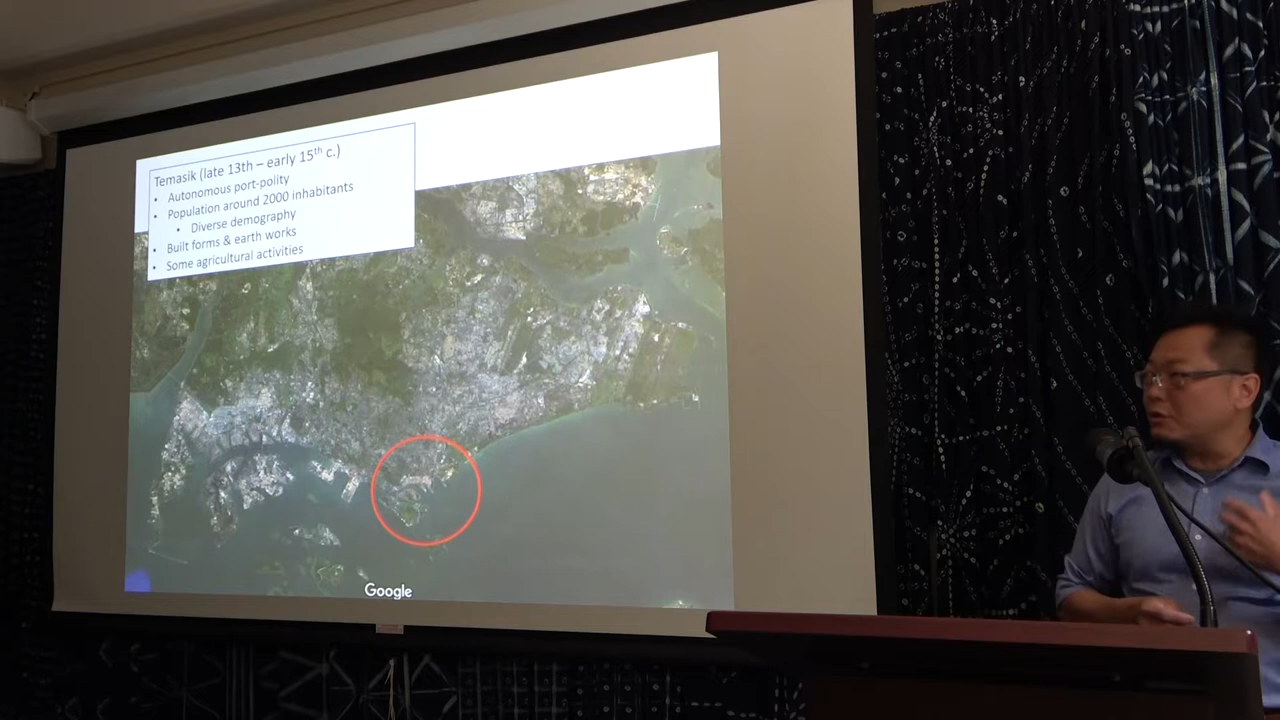 Temasik (late 13th – early 15th c.)
• Autonomous port-polity
• Population around 2000 inhabitants
• Diverse demography
• Built forms & earth works
• Some agricultural activities
Google